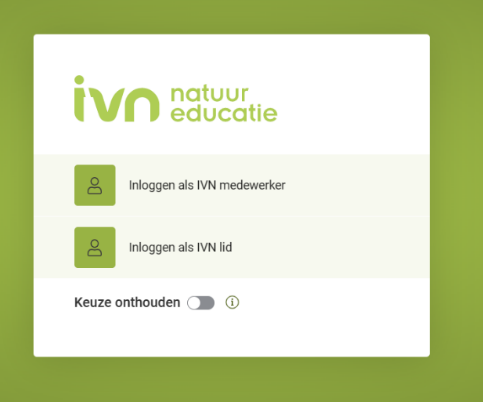 ivn natuur
educatie
Inloggen als IVN medewerker
Inloggen als IVN lid
Keuze onthouden